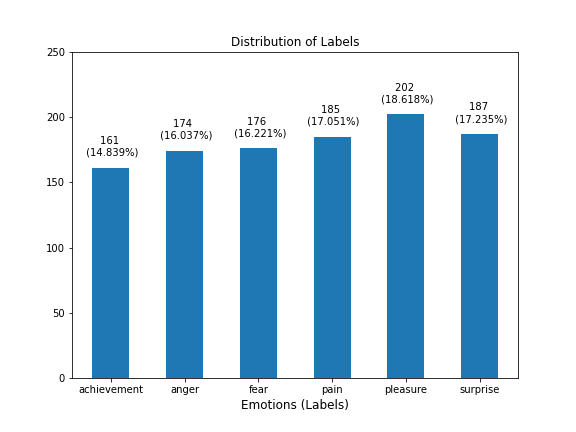 Distribution of Labels
250
200
150
100
50
0
161
(14.839%)
174
(16.037%)
176
(16.221%)
185
(17.051%)
202
(18.618%)
187
(17.235%)
achievement
anger
fear
pain
pleasure
surprise
Emotions (Labels)